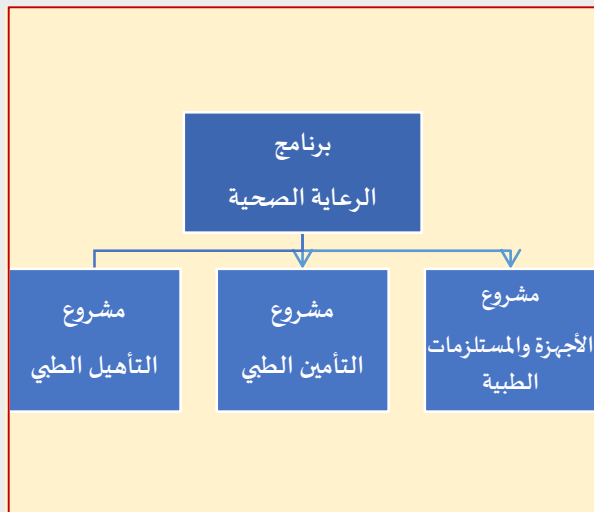 برنامج
الرعاية الصحية
مشروع
الأجهزة والمستلزمات
الطبية
مشروع
التأمين الطبي
مشروع
التأهيل الطبي